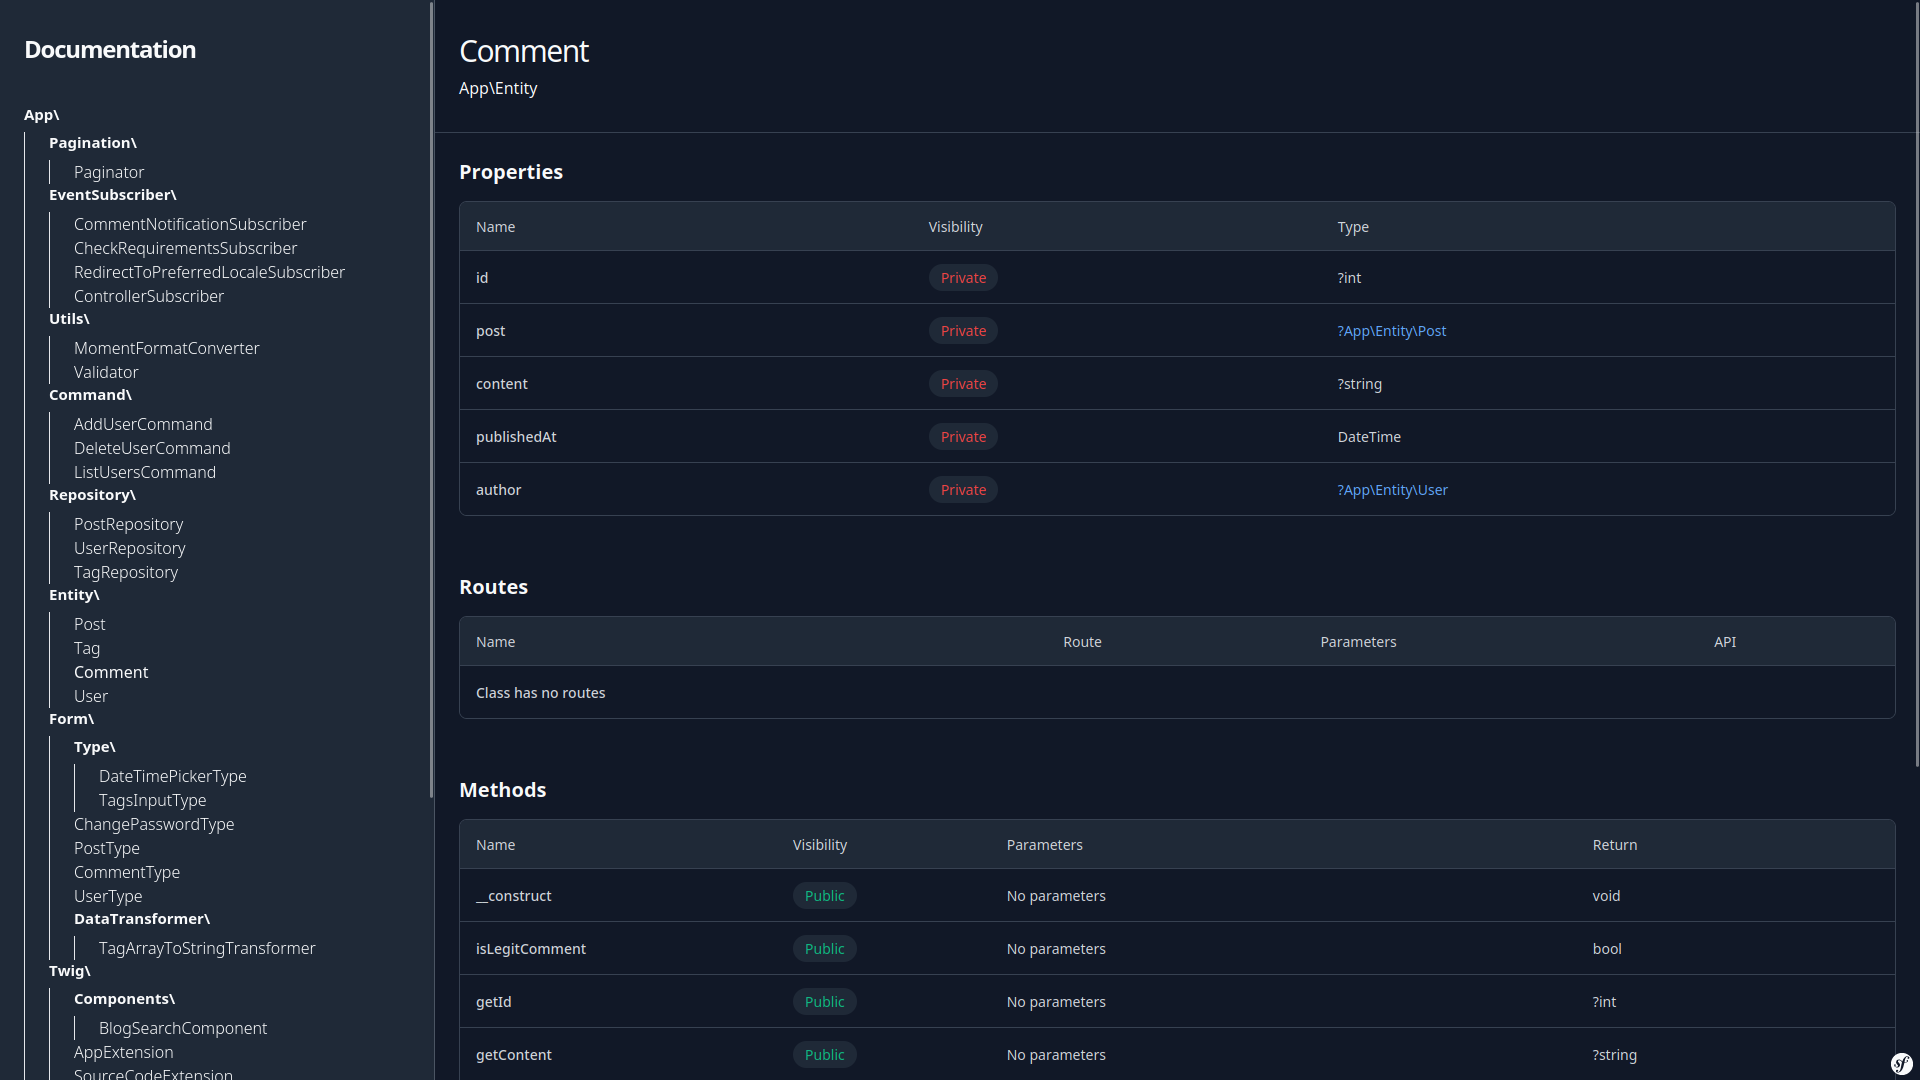 Documentation
App\
Pagination\
Paginator
EventSubscriber\
CommentNotificationSubscriber
CheckRequirementsSubscriber
RedirectToPreferredLocaleSubscriber
ControllerSubscriber
Utils\
MomentFormatConverter
Validator
Command\
AddUserCommand
DeleteUserCommand
ListUsersCommand
Repository\
PostRepository
UserRepository
TagRepository
Entity\
Post
Tag
Comment
User
Form\
Type\
DateTimePickerType
TagsInputType
ChangePasswordType
PostType
CommentType
UserType
DataTransformer\
TagArrayToStringTransformer
Twig\
Components\
BlogSearchComponent
AppExtension
SourceCodeExtension
Comment
App\Entity
Properties
Name Visibility Type
id Private ?int
post Private ?App\Entity\Post
content Private ?string
publishedAt Private DateTime
author Private ?App\Entity\User
Routes
Name Route Parameters API
Class has no routes
Methods
Name Visibility Parameters Return
__construct Public No parameters void
isLegitComment Public No parameters bool
getId Public No parameters ?int
getContent Public No parameters ?string
sf